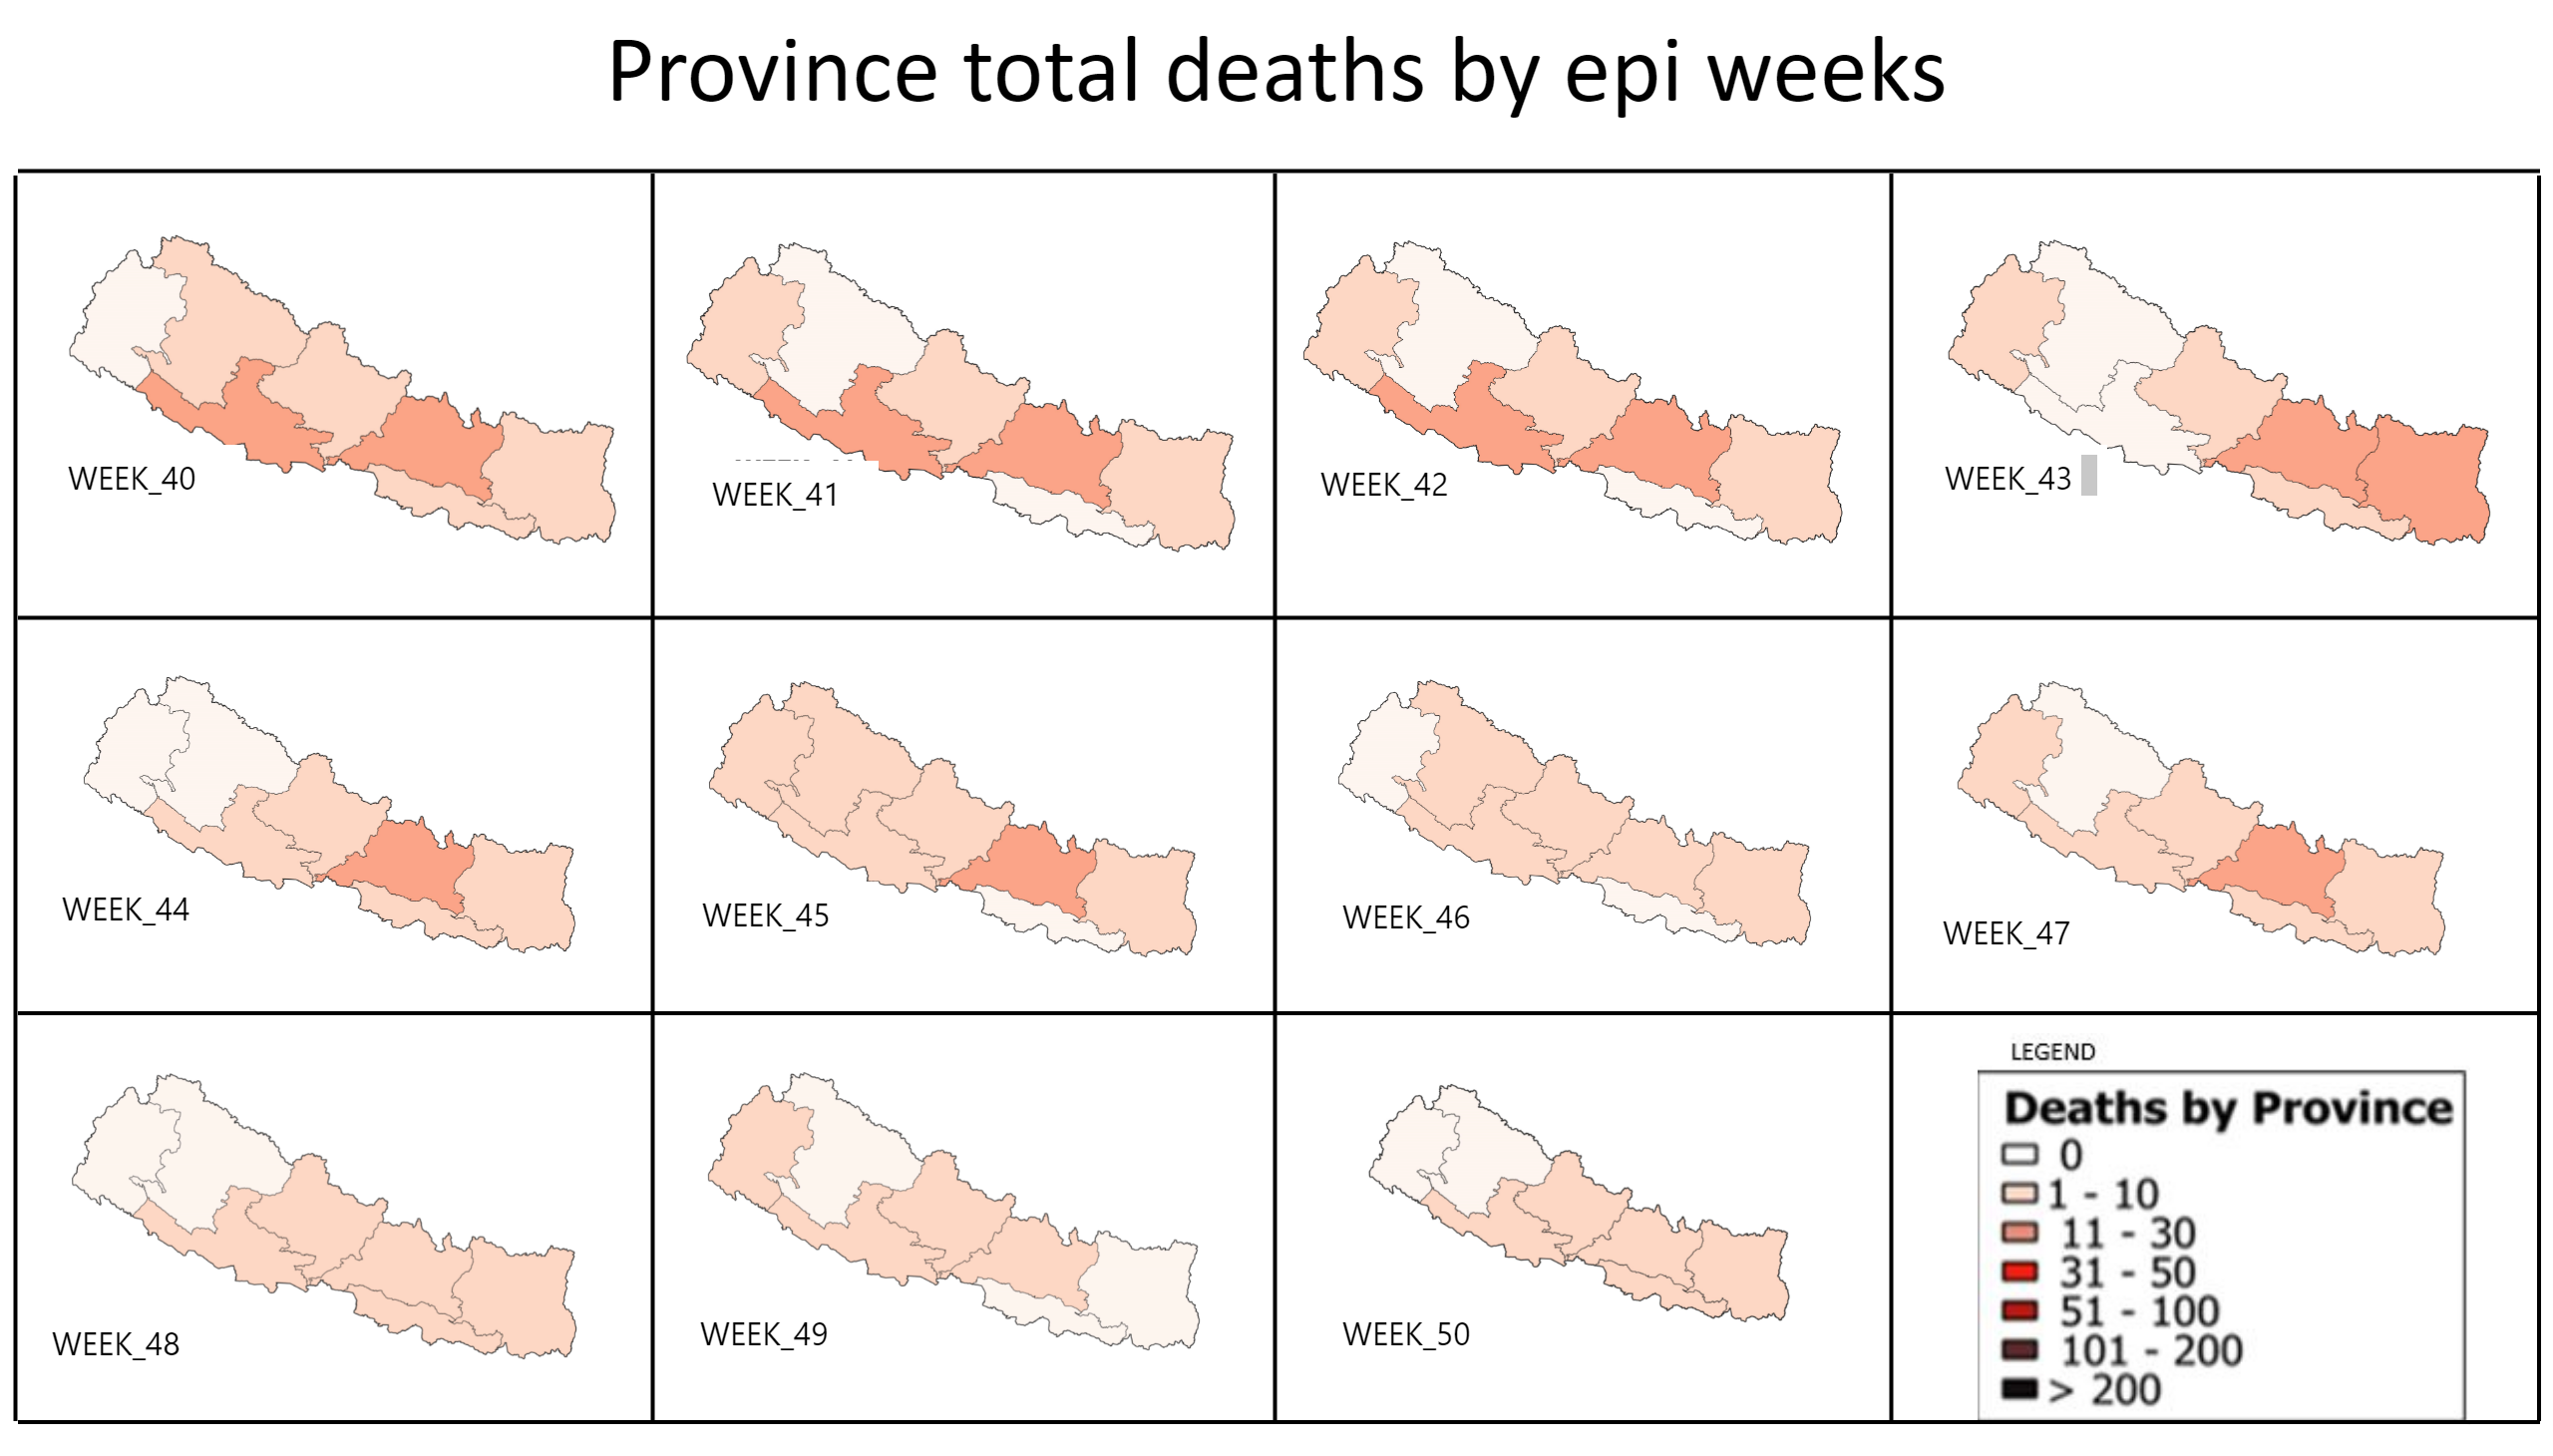 Province total deaths by epi weeks
WEEK_40
WEEK_41
WEEK_42
WEEK_43
WEEK_44
WEEK_45
WEEK_46
WEEK_47
WEEK_48
WEEK_49
WEEK_50
LEGEND
Deaths by Province
0
1 - 10
11 - 30
31 - 50
51 - 100
101 - 200
> 200